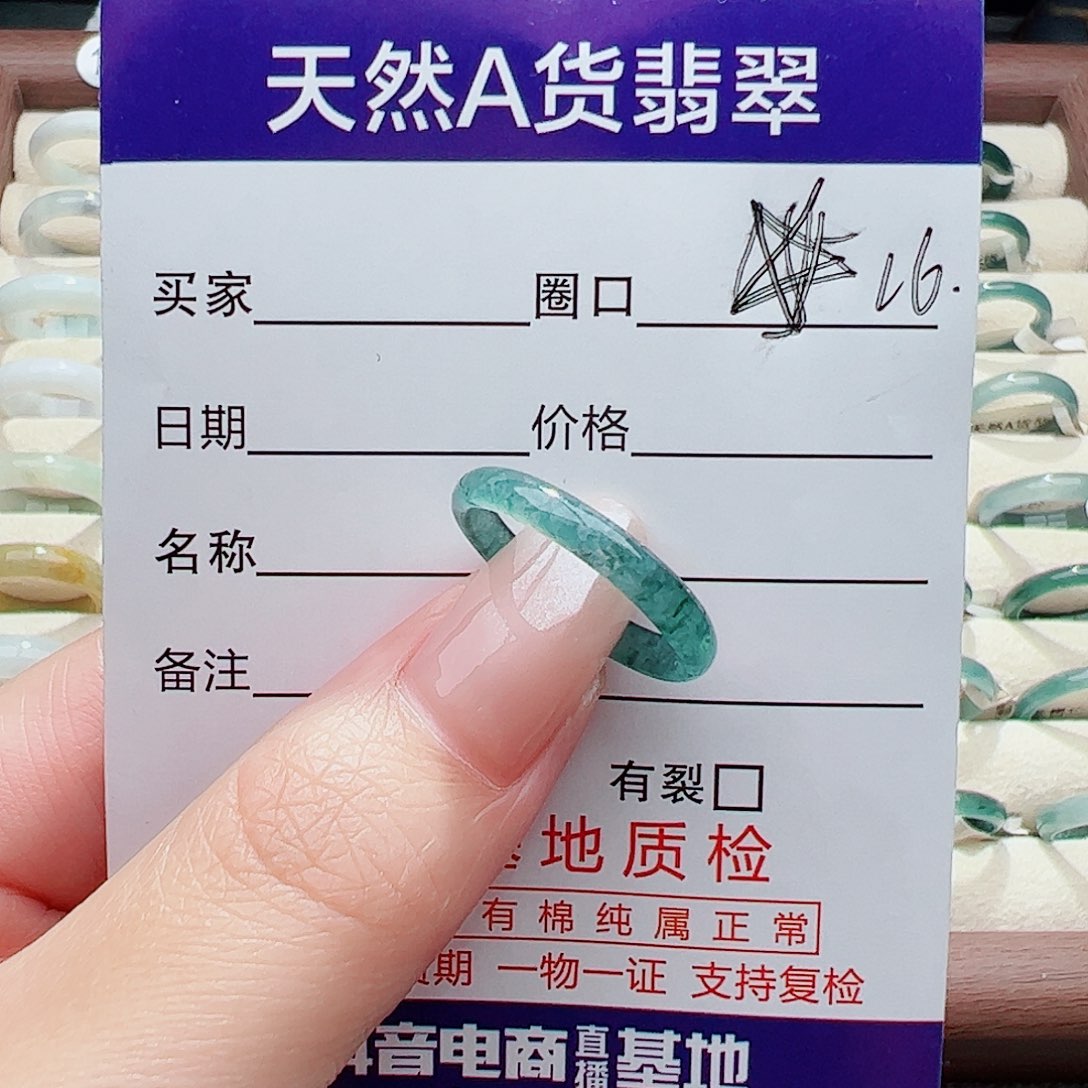 天然A货翡翠
买家 圈口 16.
日期 价格
名称
备注
有裂
地质检
有棉纯属正常
期 一物一证 支持复检
音电商直播基地